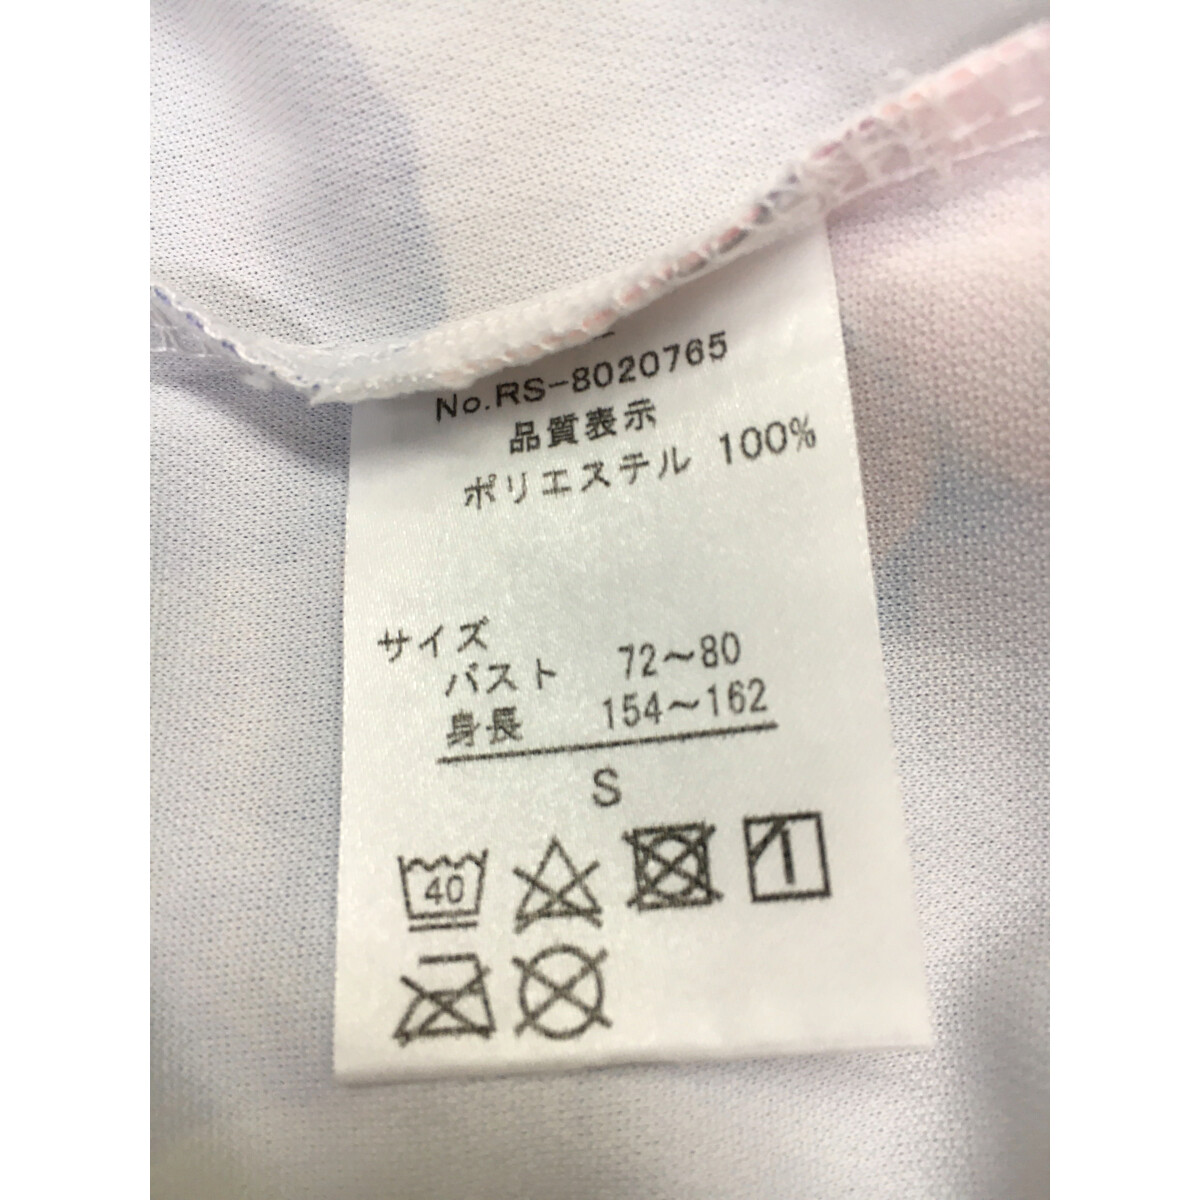 No.RS-8020765
品質表示
ポリエステル 100%
サイズ
バスト 72～80
身長 154～162
S
40